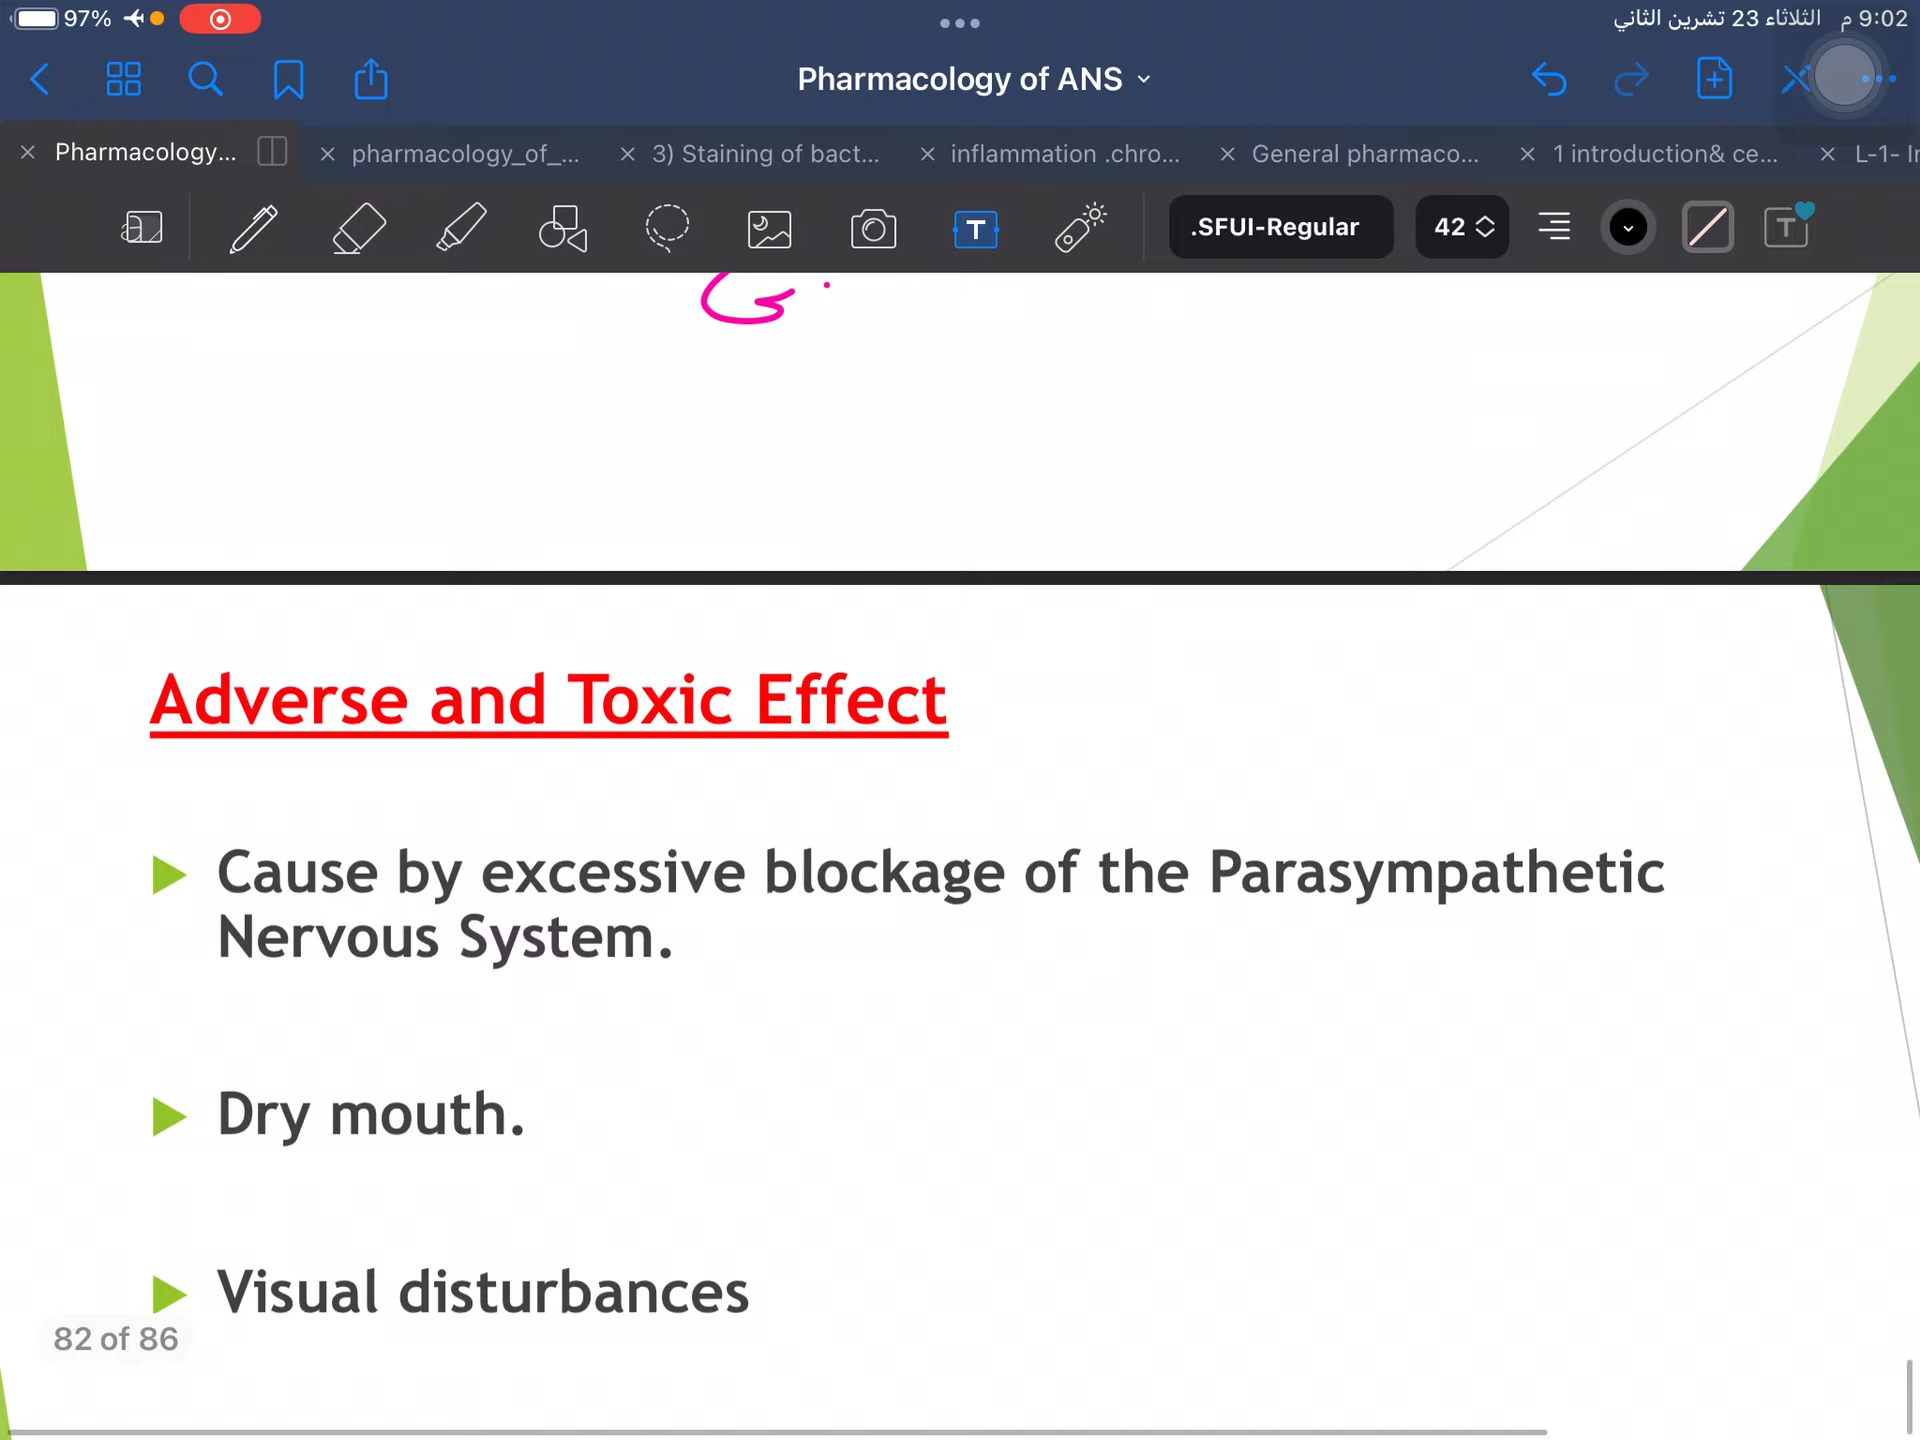 97%
9:02 م الثلاثاء 23 تشرين الثاني
Pharmacology of ANS
Pharmacology...
pharmacology_of_...
3) Staining of bact...
inflammation .chro...
General pharmaco...
1 introduction& ce...
L-1- Ir
.SFUI-Regular
42
Adverse and Toxic Effect
Cause by excessive blockage of the Parasympathetic
Nervous System.
Dry mouth.
Visual disturbances
82 of 86